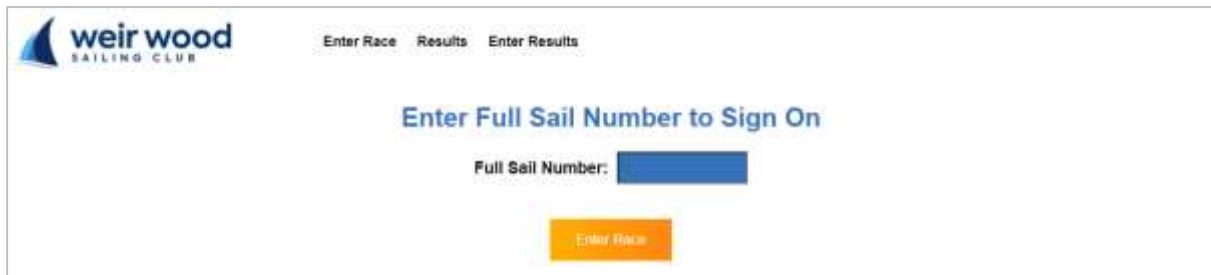 weir wood
SAILING CLUB
Enter Race Results Enter Results
Enter Full Sail Number to Sign On
Full Sail Number:
Enter Race